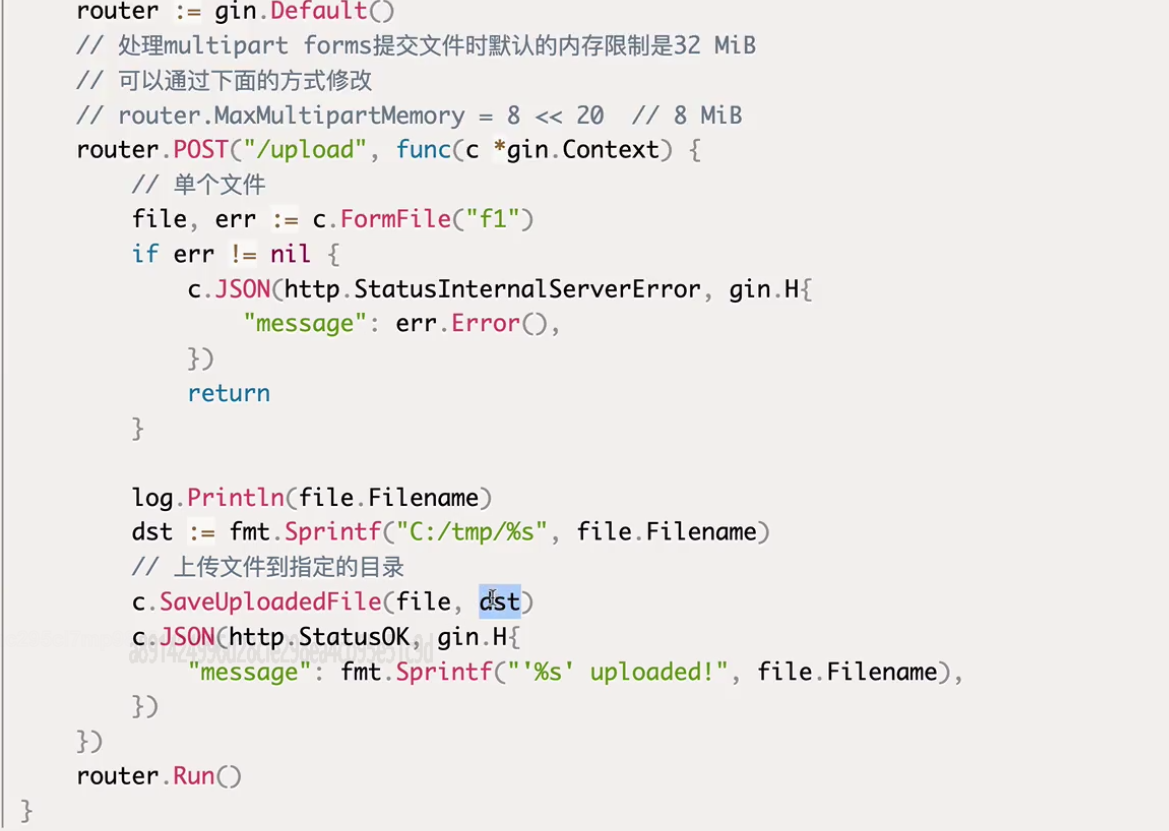 router := gin.Default()
// 处理multipart forms提交文件时默认的内存限制是32 MiB
// 可以通过下面的方式修改
// router.MaxMultipartMemory = 8 << 20  // 8 MiB
router.POST("/upload", func(c *gin.Context) {
// 单个文件
file, err := c.FormFile("f1")
if err != nil {
c.JSON(http.StatusInternalServerError, gin.H{
"message": err.Error(),
})
return
}
log.Println(file.Filename)
dst := fmt.Sprintf("C:/tmp/%s", file.Filename)
// 上传文件到指定的目录
c.SaveUploadedFile(file, dst)
c.JSON(http.StatusOK, gin.H{
"message": fmt.Sprintf("'%s' uploaded!", file.Filename),
})
})
router.Run()
}